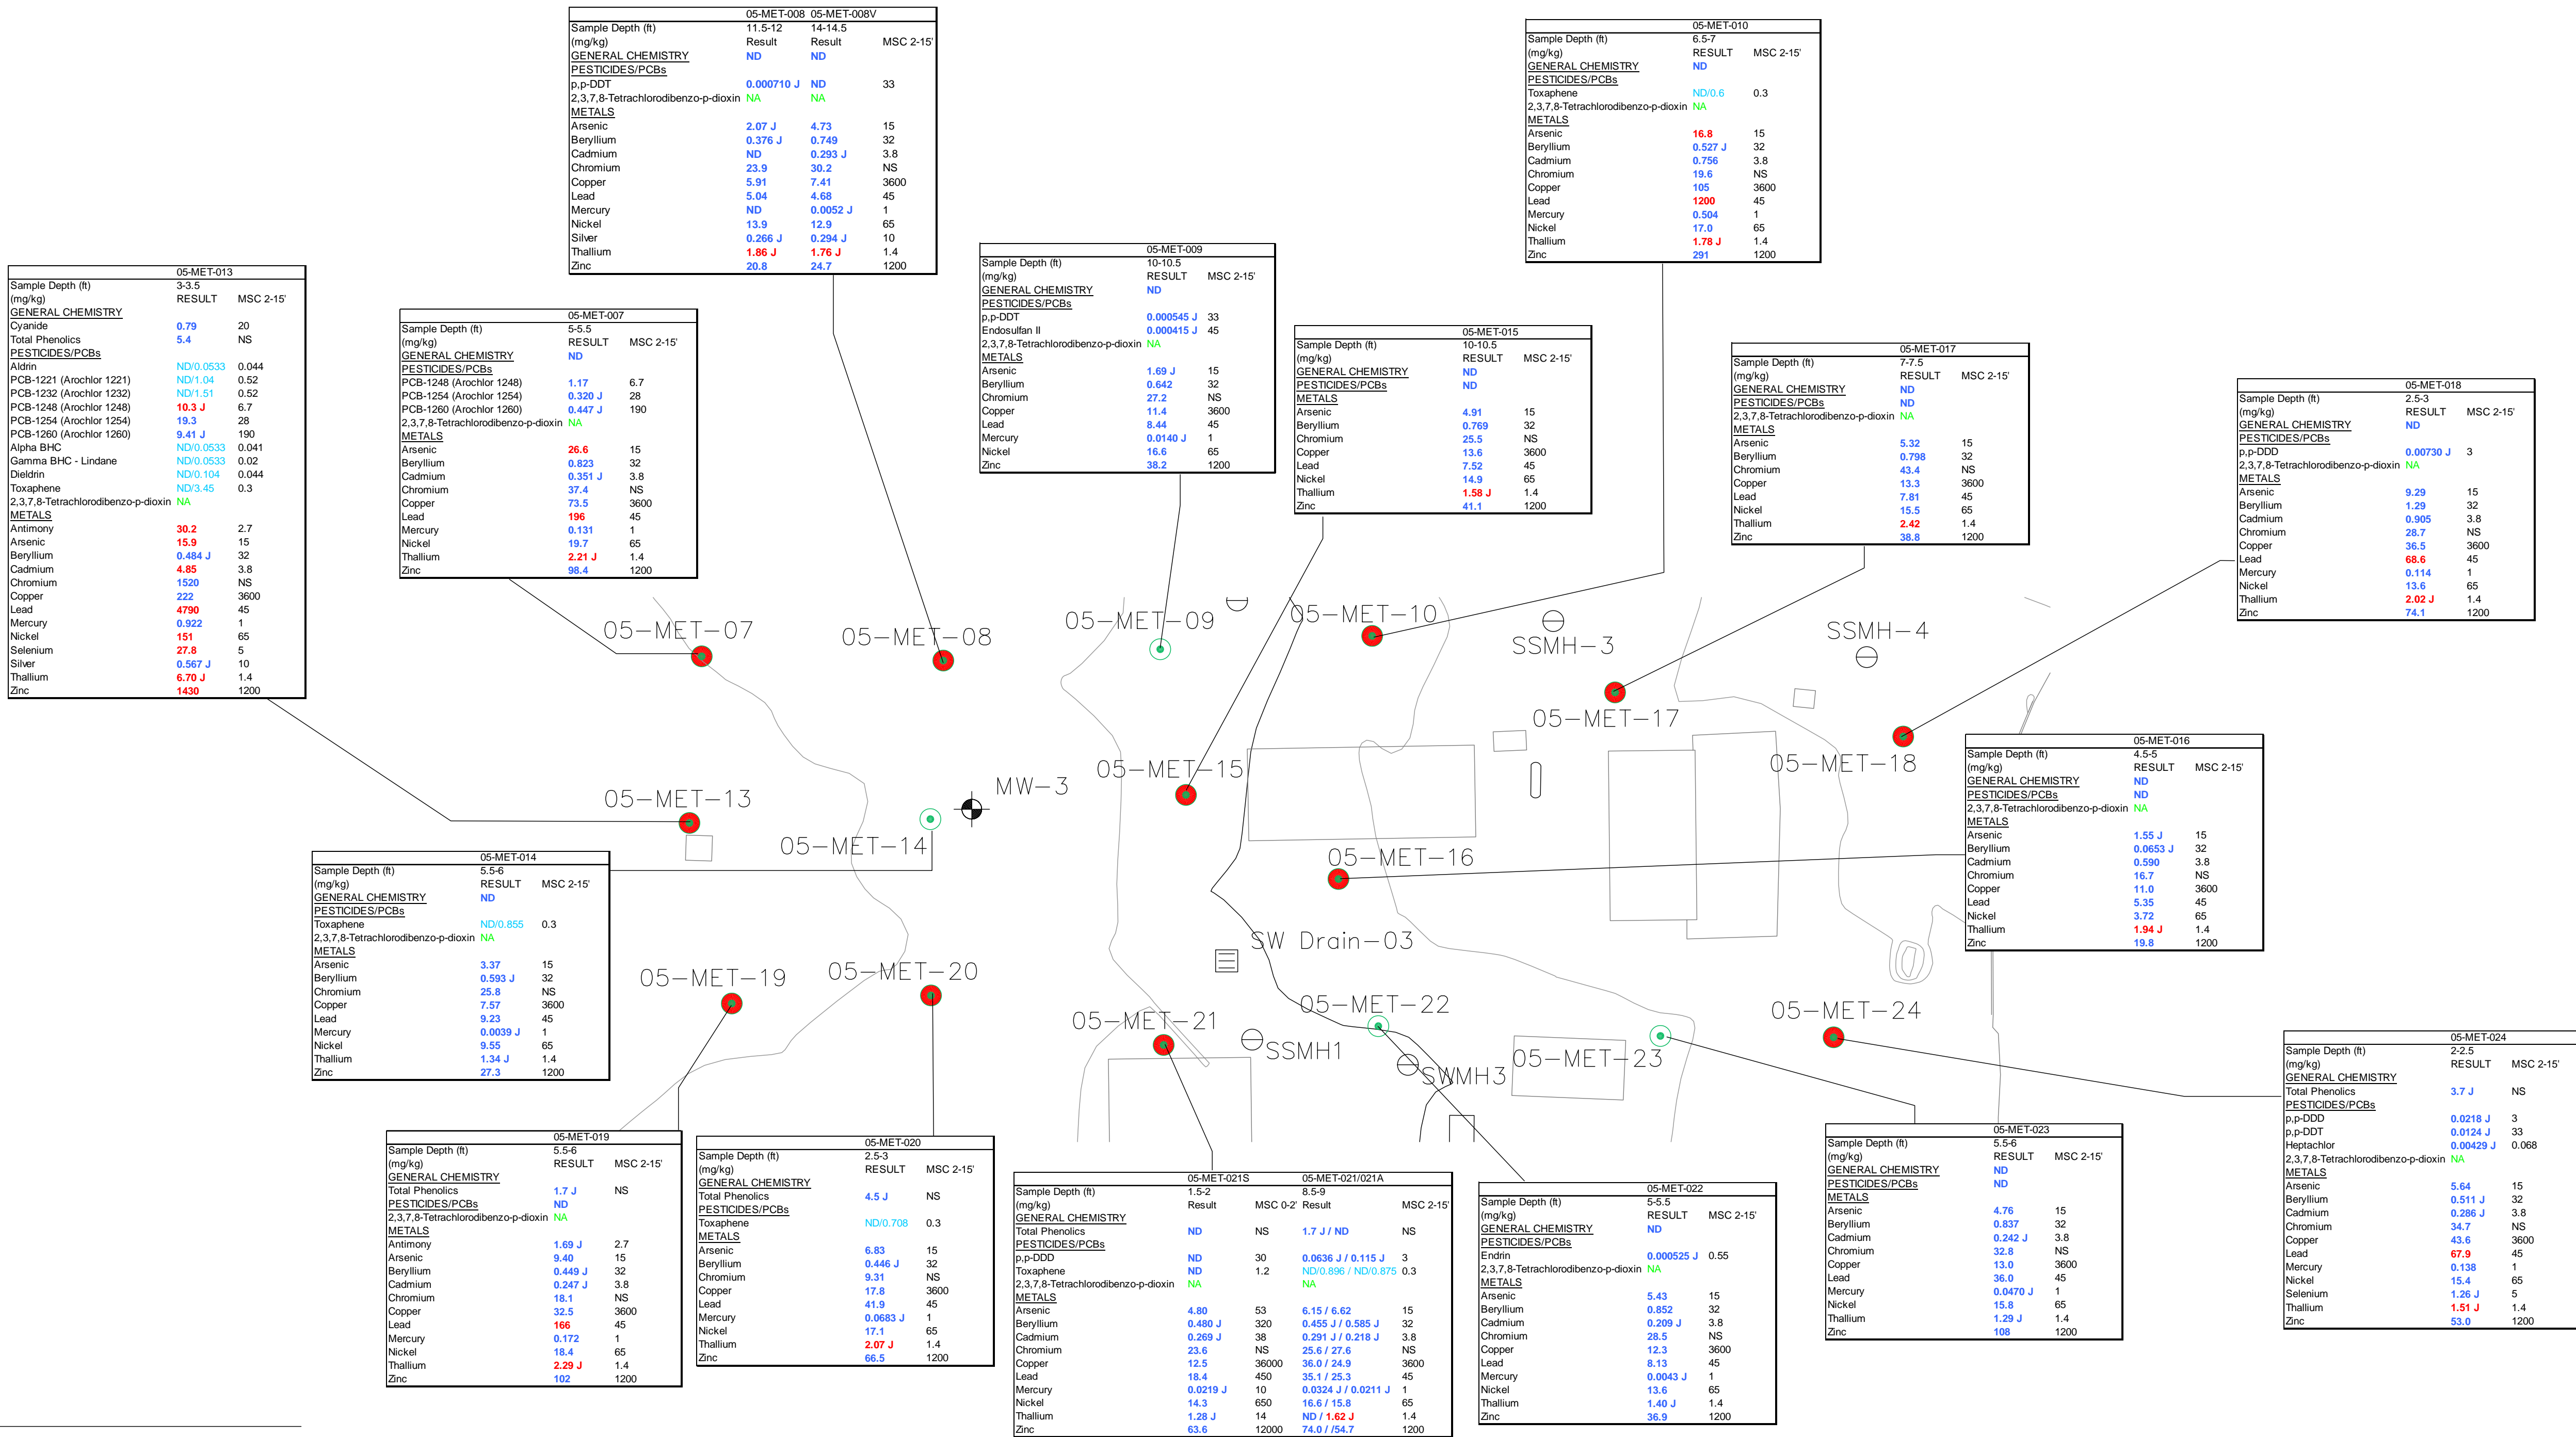 05-MET-008 05-MET-008V
Sample Depth (ft) 11.5-12 14-14.5
(mg/kg) Result Result MSC 2-15'
GENERAL CHEMISTRY ND ND
PESTICIDES/PCBs
p,p-DDT 0.000710 J ND 33
2,3,7,8-Tetrachlorodibenzo-p-dioxin NA NA
METALS
Arsenic 2.07 J 4.73 15
Beryllium 0.376 J 0.749 32
Cadmium ND 0.293 J 3.8
Chromium 23.9 30.2 NS
Copper 5.91 7.41 3600
Lead 5.04 4.68 45
Mercury ND 0.0052 J 1
Nickel 13.9 12.9 65
Silver 0.266 J 0.294 J 10
Thallium 1.86 J 1.76 J 1.4
Zinc 20.8 24.7 1200
05-MET-010
Sample Depth (ft) 6.5-7
(mg/kg) RESULT MSC 2-15'
GENERAL CHEMISTRY ND
PESTICIDES/PCBs
Toxaphene ND/0.6 0.3
2,3,7,8-Tetrachlorodibenzo-p-dioxin NA
METALS
Arsenic 16.8 15
Beryllium 0.527 J 32
Cadmium 0.756 3.8
Chromium 19.6 NS
Copper 105 3600
Lead 1200 45
Mercury 0.504 1
Nickel 17.0 65
Thallium 1.78 J 1.4
Zinc 291 1200
05-MET-013
Sample Depth (ft) 3-3.5
(mg/kg) RESULT MSC 2-15'
GENERAL CHEMISTRY
Cyanide 0.79 20
Total Phenolics 5.4 NS
PESTICIDES/PCBs
Aldrin ND/0.0533 0.044
PCB-1221 (Arochlor 1221) ND/1.04 0.52
PCB-1232 (Arochlor 1232) ND/1.51 0.52
PCB-1248 (Arochlor 1248) 10.3 J 6.7
PCB-1254 (Arochlor 1254) 19.3 28
PCB-1260 (Arochlor 1260) 9.41 J 190
Alpha BHC ND/0.0533 0.041
Gamma BHC - Lindane ND/0.0533 0.02
Dieldrin ND/0.104 0.044
Toxaphene ND/3.45 0.3
2,3,7,8-Tetrachlorodibenzo-p-dioxin NA
METALS
Antimony 30.2 2.7
Arsenic 15.9 15
Beryllium 0.484 J 32
Cadmium 4.85 3.8
Chromium 1520 NS
Copper 222 3600
Lead 4790 45
Mercury 0.922 1
Nickel 151 65
Selenium 27.8 5
Silver 0.567 J 10
Thallium 6.70 J 1.4
Zinc 1430 1200
05-MET-007
Sample Depth (ft) 5-5.5
(mg/kg) RESULT MSC 2-15'
GENERAL CHEMISTRY ND
PESTICIDES/PCBs
PCB-1248 (Arochlor 1248) 1.17 6.7
PCB-1254 (Arochlor 1254) 0.320 J 28
PCB-1260 (Arochlor 1260) 0.447 J 190
2,3,7,8-Tetrachlorodibenzo-p-dioxin NA
METALS
Arsenic 26.6 15
Beryllium 0.823 32
Cadmium 0.351 J 3.8
Chromium 37.4 NS
Copper 73.5 3600
Lead 196 45
Mercury 0.131 1
Nickel 19.7 65
Thallium 2.21 J 1.4
Zinc 98.4 1200
05-MET-009
Sample Depth (ft) 10-10.5
(mg/kg) RESULT MSC 2-15'
GENERAL CHEMISTRY ND
PESTICIDES/PCBs
p,p-DDT 0.000545 J 33
Endosulfan II 0.000415 J 45
2,3,7,8-Tetrachlorodibenzo-p-dioxin NA
METALS
Arsenic 1.69 J 15
Beryllium 0.642 32
Chromium 27.2 NS
Copper 11.4 3600
Lead 8.44 45
Mercury 0.0140 J 1
Nickel 16.6 65
Zinc 38.2 1200
05-MET-015
Sample Depth (ft) 10-10.5
(mg/kg) RESULT MSC 2-15'
GENERAL CHEMISTRY ND
PESTICIDES/PCBs ND
METALS
Arsenic 4.91 15
Beryllium 0.769 32
Chromium 25.5 NS
Copper 13.6 3600
Lead 7.52 45
Nickel 14.9 65
Thallium 1.58 J 1.4
Zinc 41.1 1200
05-MET-017
Sample Depth (ft) 7-7.5
(mg/kg) RESULT MSC 2-15'
GENERAL CHEMISTRY ND
PESTICIDES/PCBs ND
2,3,7,8-Tetrachlorodibenzo-p-dioxin NA
METALS
Arsenic 5.32 15
Beryllium 0.798 32
Chromium 43.4 NS
Copper 13.3 3600
Lead 7.81 45
Nickel 15.5 65
Thallium 2.42 1.4
Zinc 38.8 1200
05-MET-018
Sample Depth (ft) 2.5-3
(mg/kg) RESULT MSC 2-15'
GENERAL CHEMISTRY ND
PESTICIDES/PCBs
p,p-DDD 0.00730 J 3
2,3,7,8-Tetrachlorodibenzo-p-dioxin NA
METALS
Arsenic 9.29 15
Beryllium 1.29 32
Cadmium 0.905 3.8
Chromium 28.7 NS
Copper 36.5 3600
Lead 68.6 45
Mercury 0.114 1
Nickel 13.6 65
Thallium 2.02 J 1.4
Zinc 74.1 1200
05-MET-07
05-MET-08
05-MET-09
05-MET-10
SSMH-3
SSMH-4
05-MET-17
05-MET-18
05-MET-15
MW-3
05-MET-13
05-MET-14
05-MET-16
05-MET-016
Sample Depth (ft) 4.5-5
(mg/kg) RESULT MSC 2-15'
GENERAL CHEMISTRY ND
PESTICIDES/PCBs ND
2,3,7,8-Tetrachlorodibenzo-p-dioxin NA
METALS
Arsenic 1.55 J 15
Beryllium 0.0653 J 32
Cadmium 0.590 3.8
Chromium 16.7 NS
Copper 11.0 3600
Lead 5.35 45
Nickel 3.72 65
Thallium 1.94 J 1.4
Zinc 19.8 1200
05-MET-014
Sample Depth (ft) 5.5-6
(mg/kg) RESULT MSC 2-15'
GENERAL CHEMISTRY ND
PESTICIDES/PCBs
Toxaphene ND/0.855 0.3
2,3,7,8-Tetrachlorodibenzo-p-dioxin NA
METALS
Arsenic 3.37 15
Beryllium 0.593 J 32
Chromium 25.8 NS
Copper 7.57 3600
Lead 9.23 45
Mercury 0.0039 J 1
Nickel 9.55 65
Thallium 1.34 J 1.4
Zinc 27.3 1200
SW Drain-03
05-MET-19
05-MET-20
05-MET-21
05-MET-22
05-MET-24
SSMH1
05-MET-23
SWMH3
05-MET-019
Sample Depth (ft) 5.5-6
(mg/kg) RESULT MSC 2-15'
GENERAL CHEMISTRY
Total Phenolics 1.7 J NS
PESTICIDES/PCBs ND
2,3,7,8-Tetrachlorodibenzo-p-dioxin NA
METALS
Antimony 1.69 J 2.7
Arsenic 9.40 15
Beryllium 0.449 J 32
Cadmium 0.247 J 3.8
Chromium 18.1 NS
Copper 32.5 3600
Lead 166 45
Mercury 0.172 1
Nickel 18.4 65
Thallium 2.29 J 1.4
Zinc 102 1200
05-MET-020
Sample Depth (ft) 2.5-3
(mg/kg) RESULT MSC 2-15'
GENERAL CHEMISTRY
Total Phenolics 4.5 J NS
PESTICIDES/PCBs
Toxaphene ND/0.708 0.3
METALS
Arsenic 6.83 15
Beryllium 0.446 J 32
Chromium 9.31 NS
Copper 17.8 3600
Lead 41.9 45
Mercury 0.0683 J 1
Nickel 17.1 65
Thallium 2.07 J 1.4
Zinc 66.5 1200
05-MET-021S 05-MET-021/021A
Sample Depth (ft) 1.5-2 8.5-9
(mg/kg) Result MSC 0-2' Result MSC 2-15'
GENERAL CHEMISTRY
Total Phenolics ND NS 1.7 J / ND NS
PESTICIDES/PCBs
p,p-DDD ND 30 0.0636 J / 0.115 J 3
Toxaphene ND 1.2 ND/0.896 / ND/0.875 0.3
2,3,7,8-Tetrachlorodibenzo-p-dioxin NA NA
METALS
Arsenic 4.80 53 6.15 / 6.62 15
Beryllium 0.480 J 320 0.455 J / 0.585 J 32
Cadmium 0.269 J 38 0.291 J / 0.218 J 3.8
Chromium 23.6 NS 25.6 / 27.6 NS
Copper 12.5 36000 36.0 / 24.9 3600
Lead 18.4 450 35.1 / 25.3 45
Mercury 0.0219 J 10 0.0324 J / 0.0211 J 1
Nickel 14.3 650 16.6 / 15.8 65
Thallium 1.28 J 14 ND / 1.62 J 1.4
Zinc 63.6 12000 74.0 / /54.7 1200
05-MET-022
Sample Depth (ft) 5-5.5
(mg/kg) RESULT MSC 2-15'
GENERAL CHEMISTRY ND
PESTICIDES/PCBs
Endrin 0.000525 J 0.55
2,3,7,8-Tetrachlorodibenzo-p-dioxin NA
METALS
Arsenic 5.43 15
Beryllium 0.852 32
Cadmium 0.209 J 3.8
Chromium 28.5 NS
Copper 12.3 3600
Lead 8.13 45
Mercury 0.0043 J 1
Nickel 13.6 65
Thallium 1.40 J 1.4
Zinc 36.9 1200
05-MET-023
Sample Depth (ft) 5.5-6
(mg/kg) RESULT MSC 2-15'
GENERAL CHEMISTRY ND
PESTICIDES/PCBs ND
METALS
Arsenic 4.76 15
Beryllium 0.837 32
Cadmium 0.242 J 3.8
Chromium 32.8 NS
Copper 13.0 3600
Lead 36.0 45
Mercury 0.0470 J 1
Nickel 15.8 65
Thallium 1.29 J 1.4
Zinc 108 1200
05-MET-024
Sample Depth (ft) 2-2.5
(mg/kg) RESULT MSC 2-15'
GENERAL CHEMISTRY
Total Phenolics 3.7 J NS
PESTICIDES/PCBs
p,p-DDD 0.0218 J 3
p,p-DDT 0.0124 J 33
Heptachlor 0.00429 J 0.068
2,3,7,8-Tetrachlorodibenzo-p-dioxin NA
METALS
Arsenic 5.64 15
Beryllium 0.511 J 32
Cadmium 0.286 J 3.8
Chromium 34.7 NS
Copper 43.6 3600
Lead 67.9 45
Mercury 0.138 1
Nickel 15.4 65
Selenium 1.26 J 5
Thallium 1.51 J 1.4
Zinc 53.0 1200